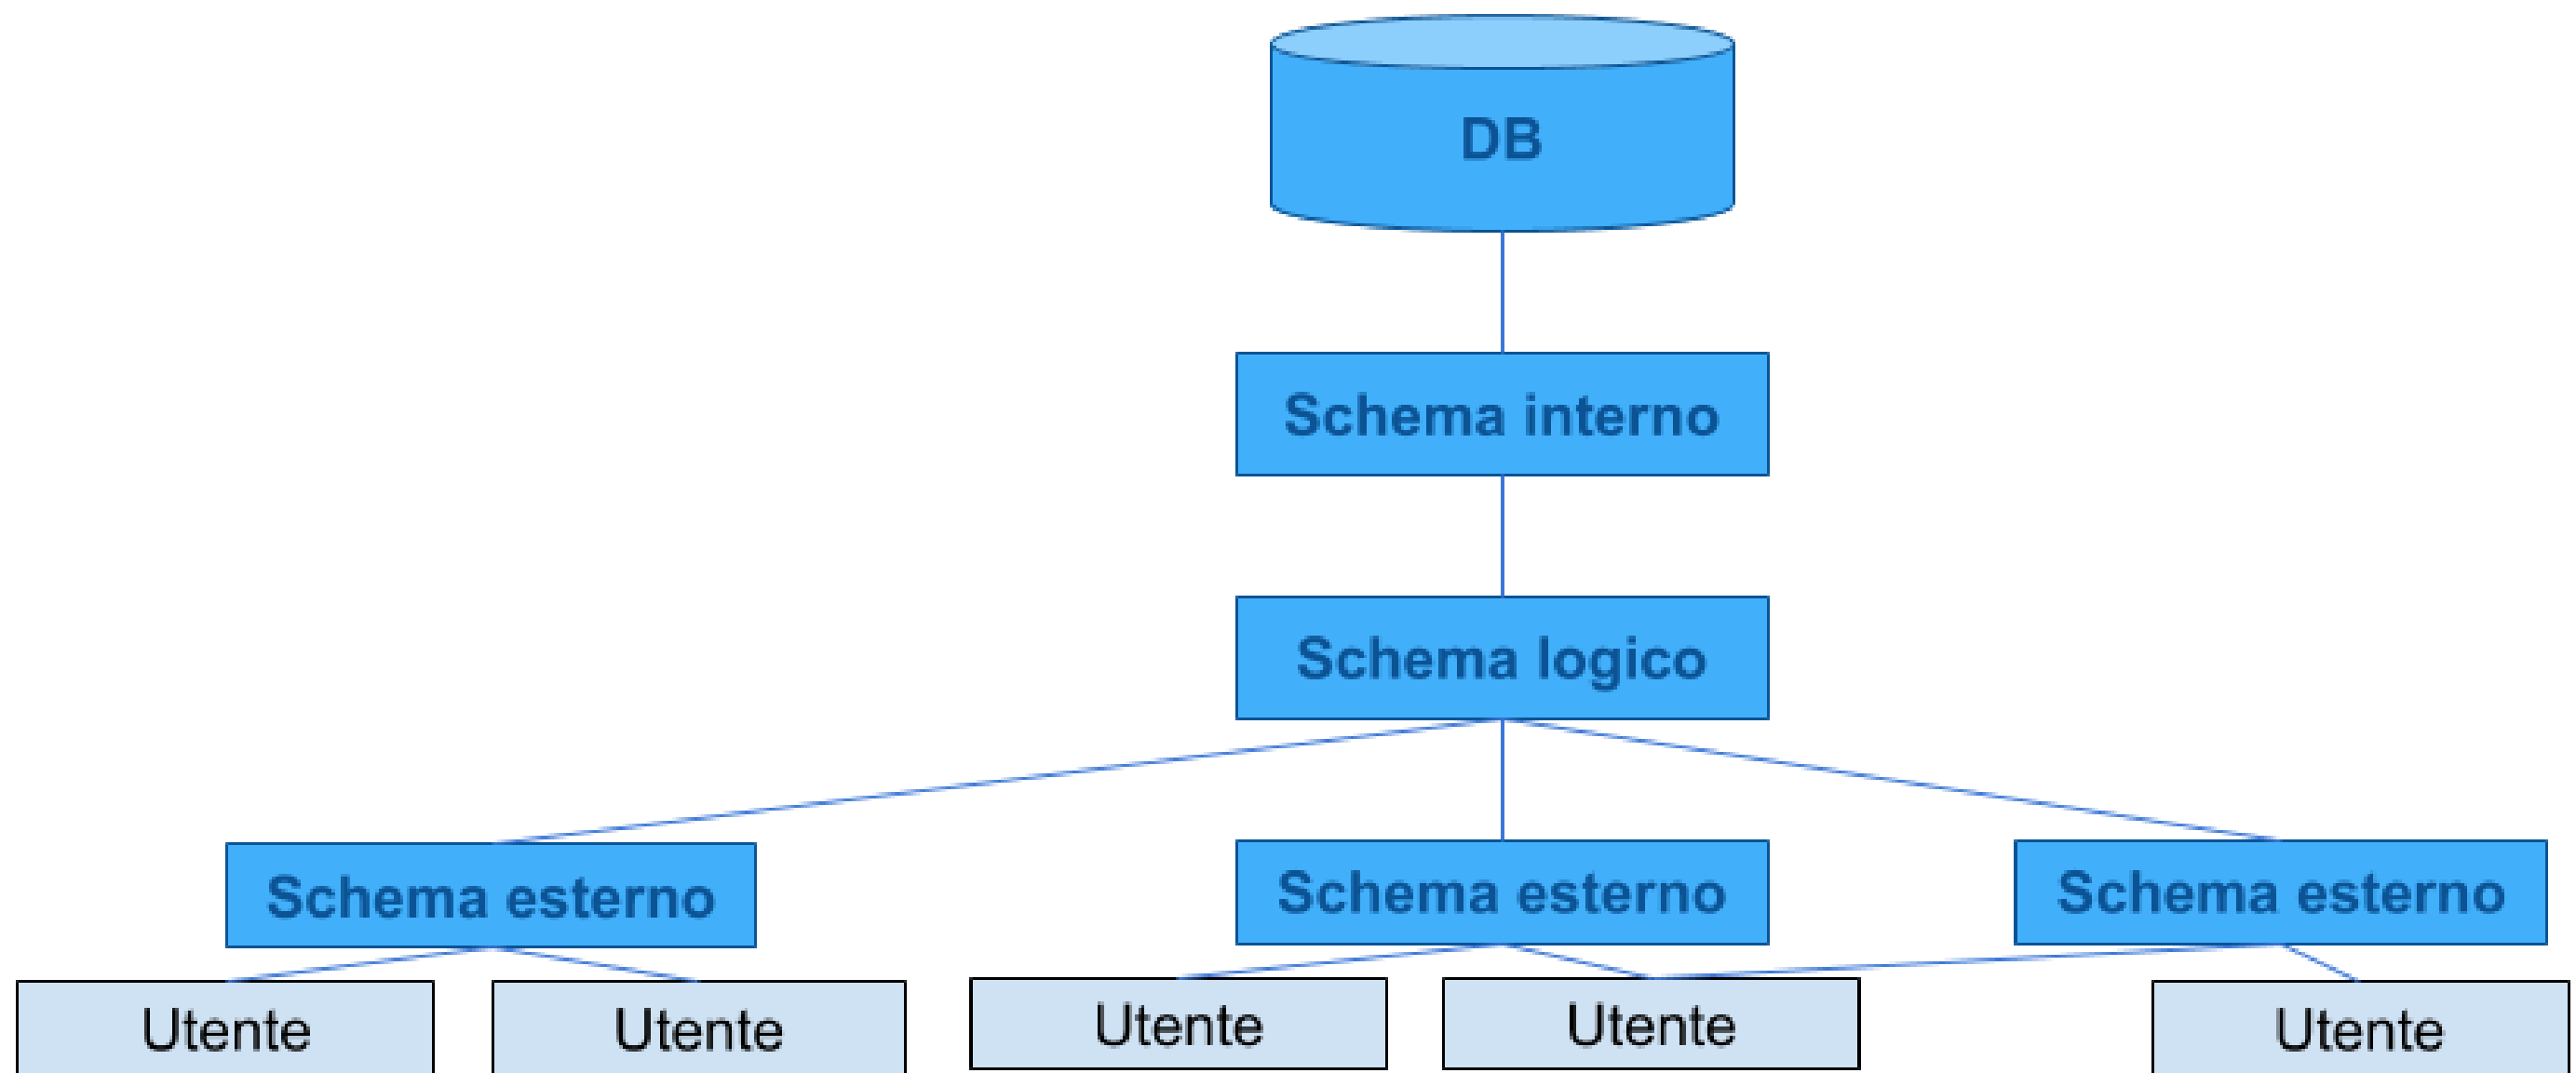 DB
Schema interno
Schema logico
Schema esterno
Schema esterno
Schema esterno
Utente
Utente
Utente
Utente
Utente